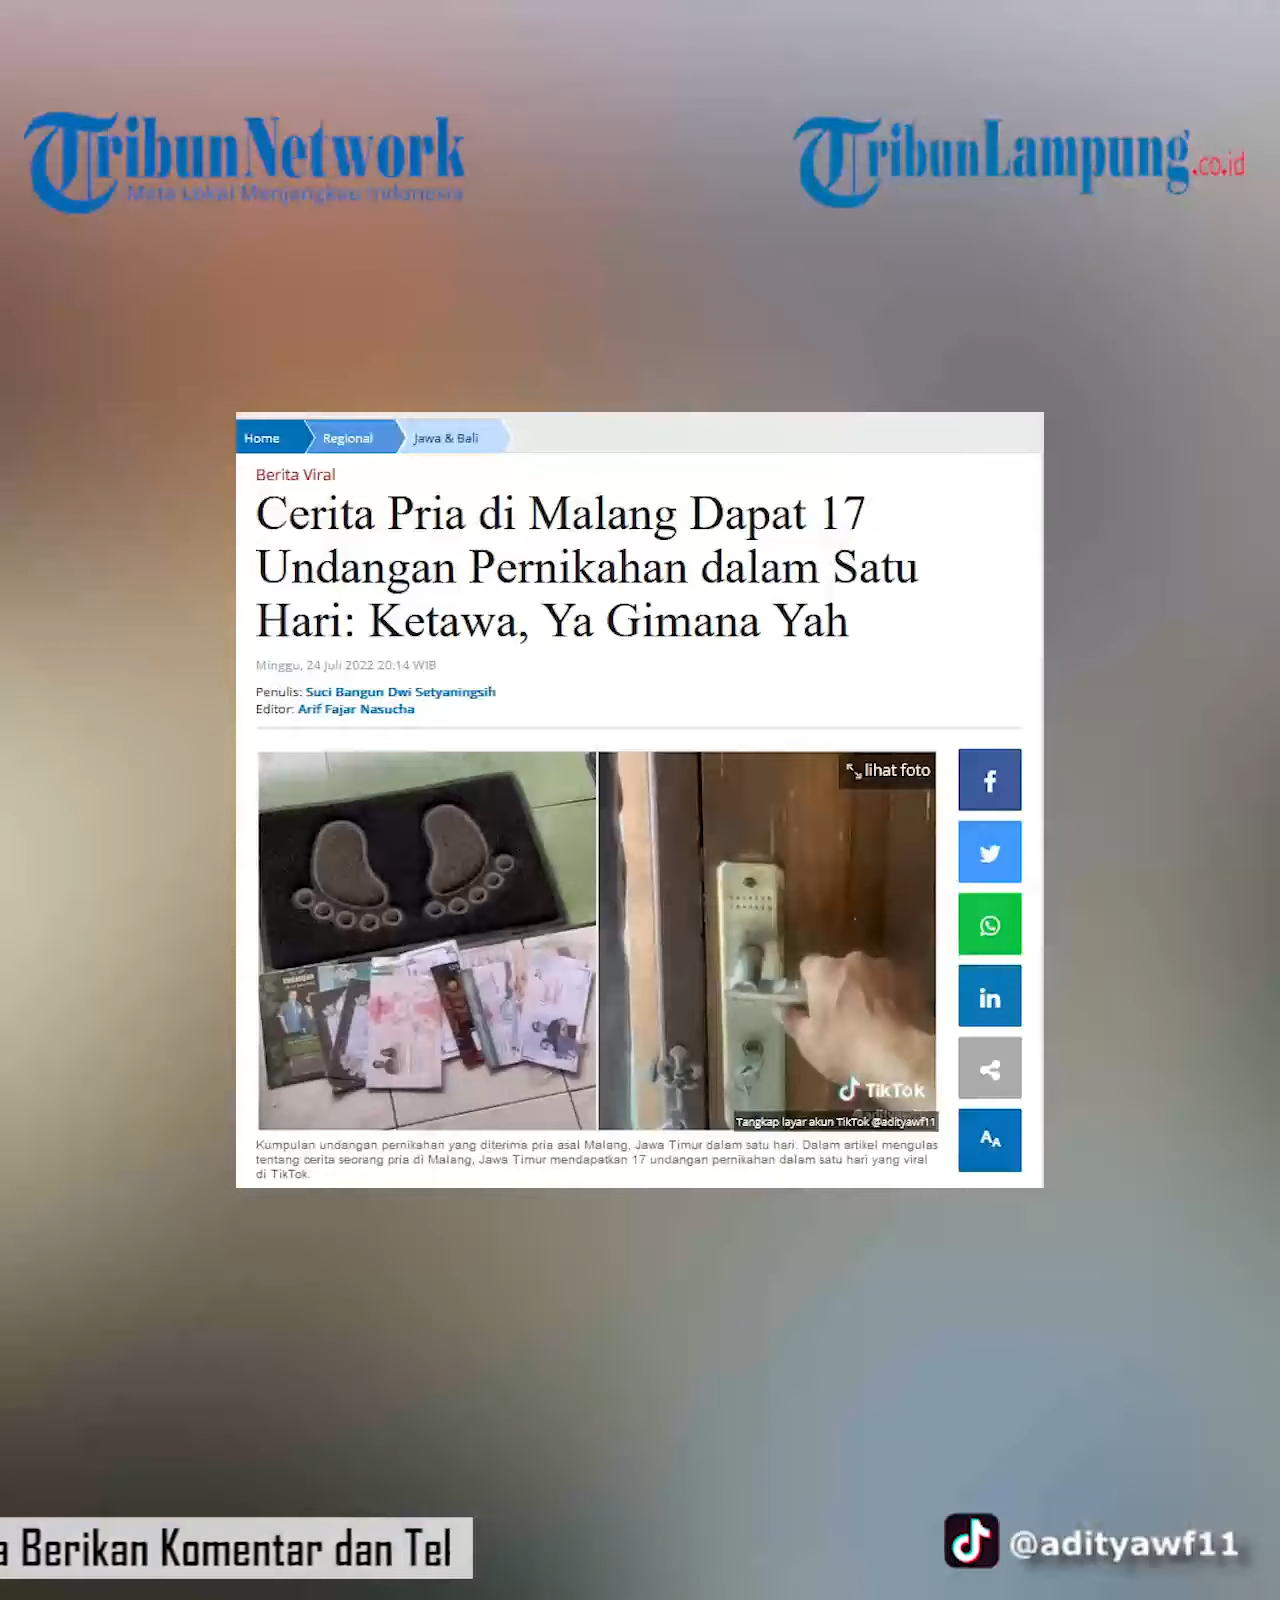 TribunNetwork
Mata Lokal Menjangkau Indonesia
TribunLampung.co.id
Home
Regional
Jawa & Bali
Berita Viral
Cerita Pria di Malang Dapat 17
Undangan Pernikahan dalam Satu
Hari: Ketawa, Ya Gimana Yah
Minggu, 24 Juli 2022 20:14 WIB
Penulis: Suci Bangun Dwi Setyaningsih
Editor: Arif Fajar Nasucha
lihat foto
TikTok
Tangkap layar akun TikTok @adityawf11
Kumpulan undangan pernikahan yang diterima pria asal Malang, Jawa Timur dalam satu hari. Dalam artikel mengulas
tentang cerita seorang pria di Malang, Jawa Timur mendapatkan 17 undangan pernikahan dalam satu hari yang viral
di TikTok.
f
in
AA
a Berikan Komentar dan Tel
@adityawf11